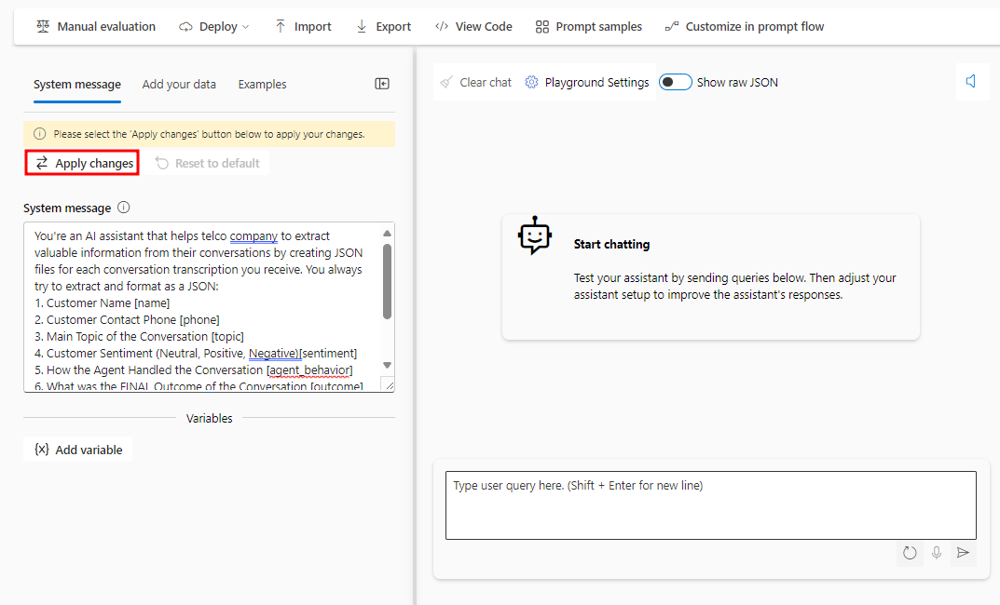 Manual evaluation Deploy Import Export View Code Prompt samples Customize in prompt flow
System message Add your data Examples
Please select the 'Apply changes' button below to apply your changes.
Apply changes Reset to default
System message
You're an AI assistant that helps telco company to extract
valuable information from their conversations by creating JSON
files for each conversation transcription you receive. You always
try to extract and format as a JSON:
1. Customer Name [name]
2. Customer Contact Phone [phone]
3. Main Topic of the Conversation [topic]
4. Customer Sentiment (Neutral, Positive, Negative)[sentiment]
5. How the Agent Handled the Conversation [agent_behavior]
6. What was the FINAL Outcome of the Conversation [outcome]
Variables
{x} Add variable
Clear chat Playground Settings Show raw JSON
Start chatting
Test your assistant by sending queries below. Then adjust your
assistant setup to improve the assistant's responses.
Type user query here. (Shift + Enter for new line)